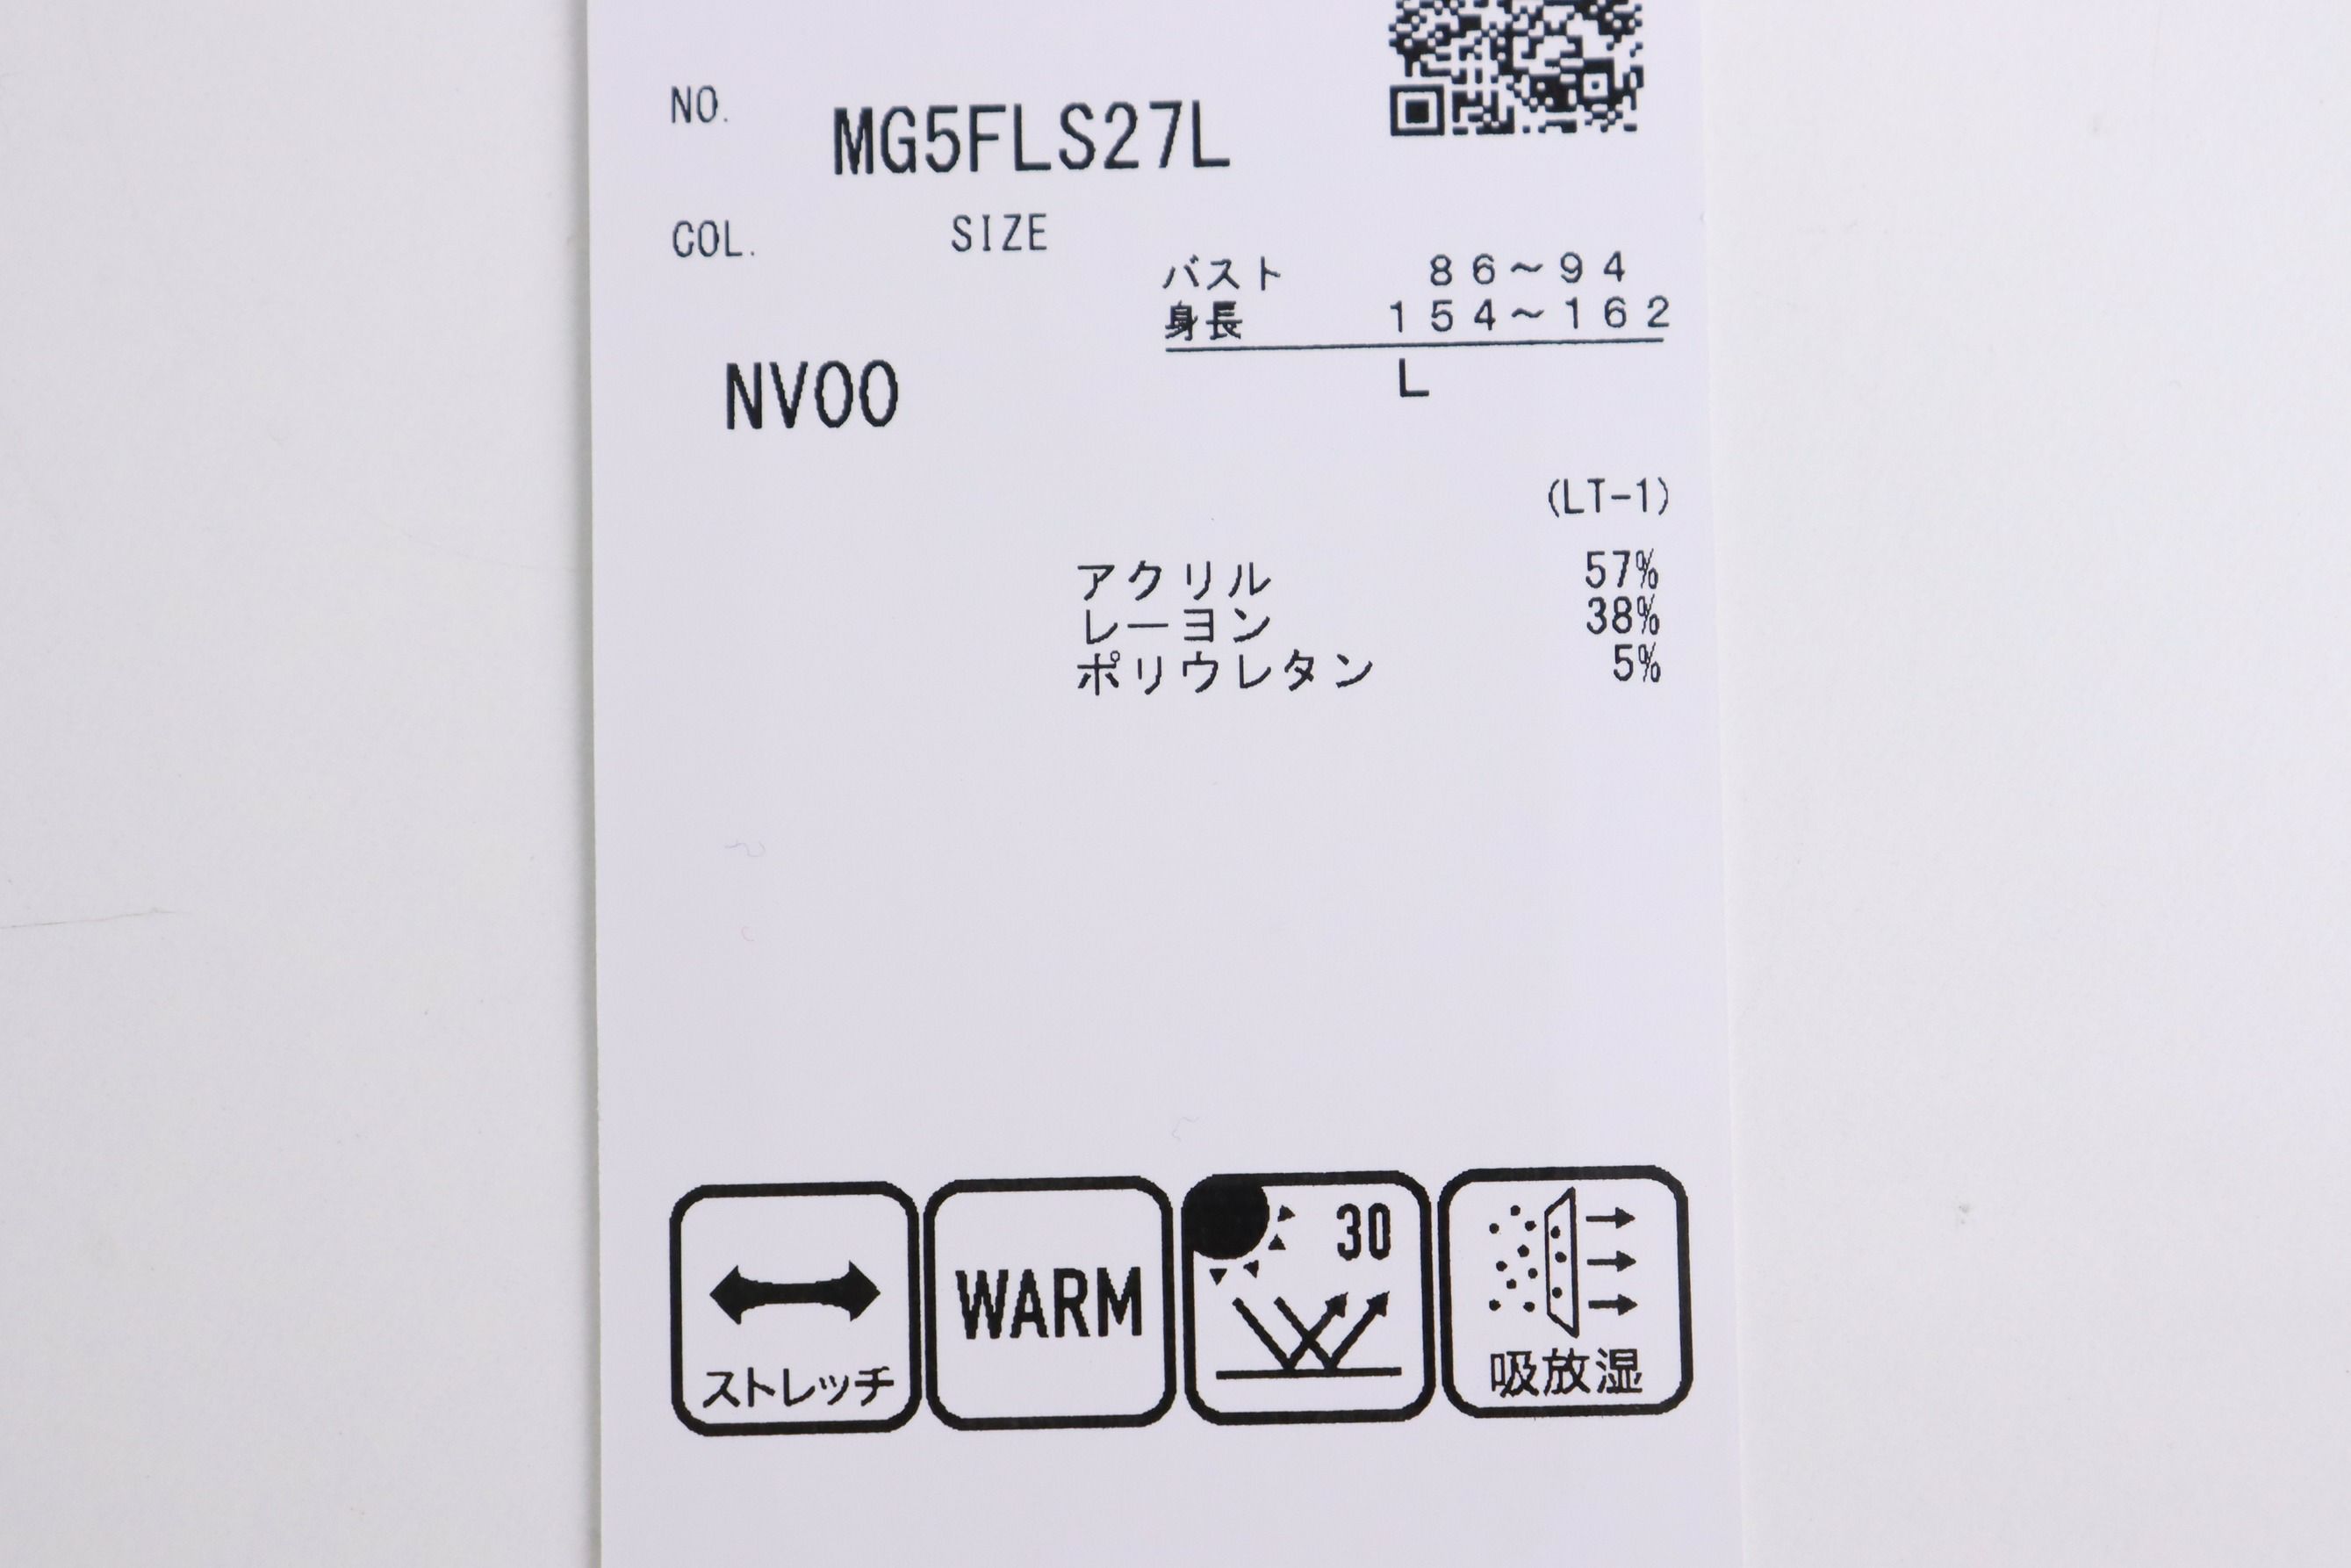 NO.
MG5FLS27L
COL.
SIZE
バスト 86～94
身長 154～162
L
NV00
(LT-1)
アクリル 57%
レーヨン 38%
ポリウレタン 5%
ストレッチ
WARM
30
吸放湿